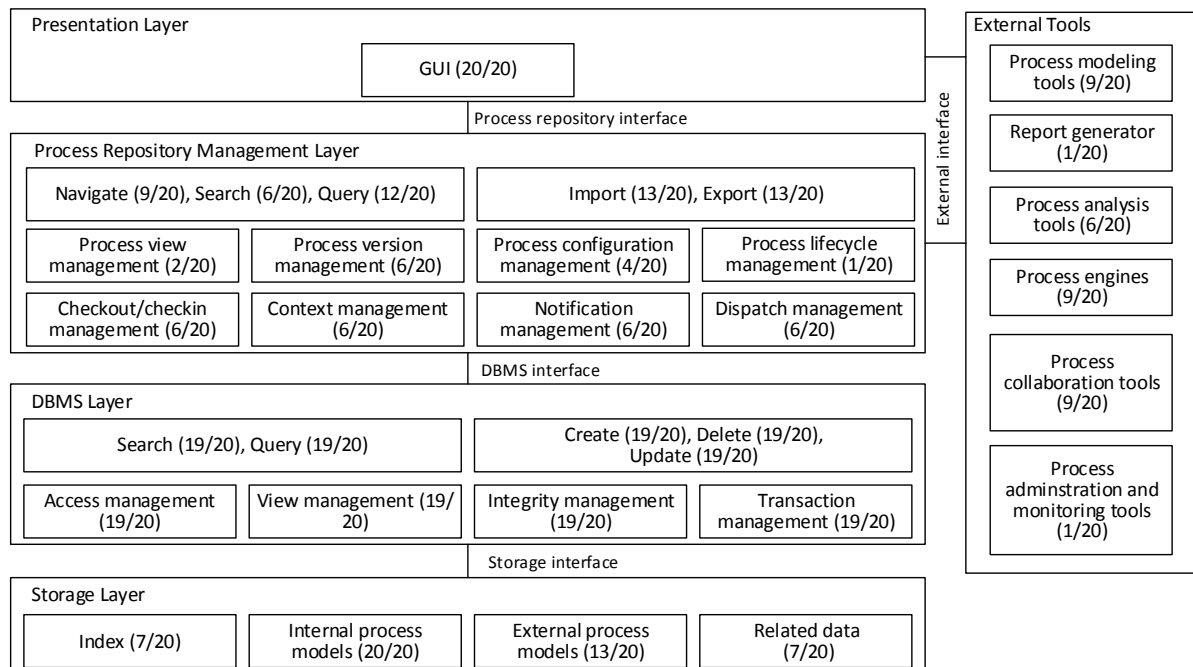 Presentation Layer
GUI (20/20)
Process repository interface
Process Repository Management Layer
Navigate (9/20), Search (6/20), Query (12/20)
Import (13/20), Export (13/20)
Process view
management (2/20)
Process version
management (6/20)
Process configuration
management (4/20)
Process lifecycle
management (1/20)
Checkout/checkin
management (6/20)
Context management
(6/20)
Notification
management (6/20)
Dispatch management
(6/20)
DBMS interface
DBMS Layer
Search (19/20), Query (19/20)
Create (19/20), Delete (19/20),
Update (19/20)
Access management
(19/20)
View management (19/
20)
Integrity management
(19/20)
Transaction
management (19/20)
Storage interface
Storage Layer
Index (7/20)
Internal process
models (20/20)
External process
models (13/20)
Related data
(7/20)
External interface
External Tools
Process modeling
tools (9/20)
Report generator
(1/20)
Process analysis
tools (6/20)
Process engines
(9/20)
Process
collaboration tools
(9/20)
Process
adminstration and
monitoring tools
(1/20)